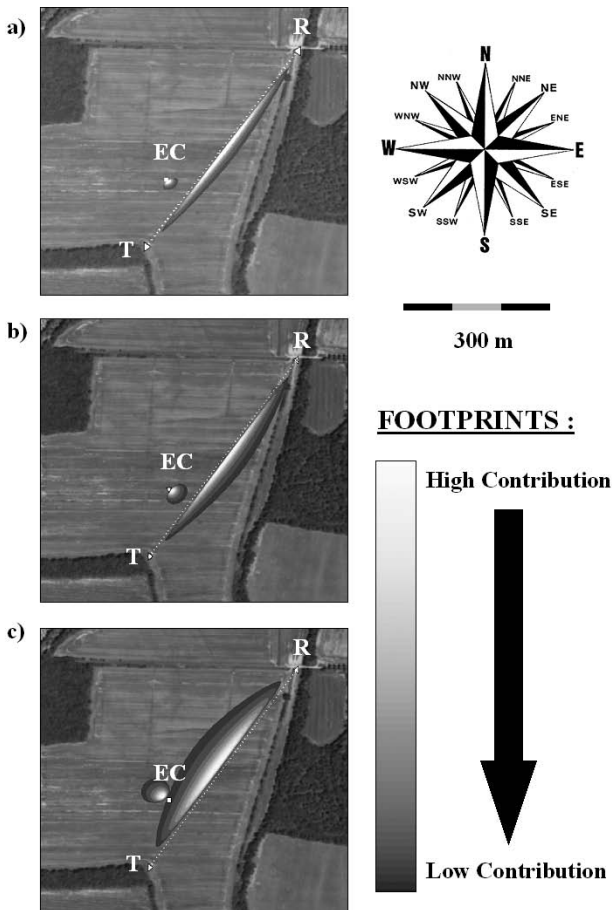 a)
R
EC
T
b)
R
EC
T
c)
R
EC
T
N
NNW
NNE
NW
NE
WNW
ENE
W
E
WSW
ESE
SW
SE
SSW
SSE
S
300 m
FOOTPRINTS :
High Contribution
Low Contribution